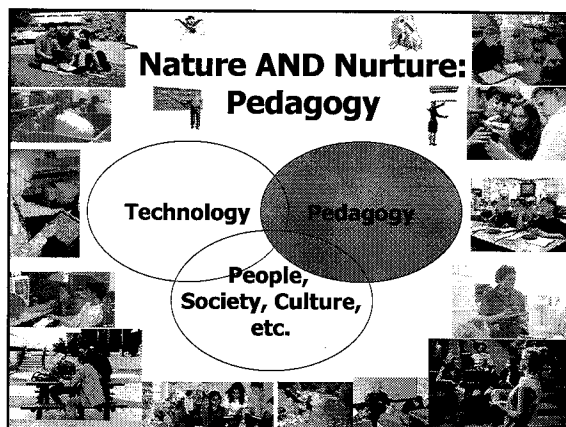 Nature AND Nurture:
Pedagogy
Technology
Pedagogy
People,
Society, Culture,
etc.